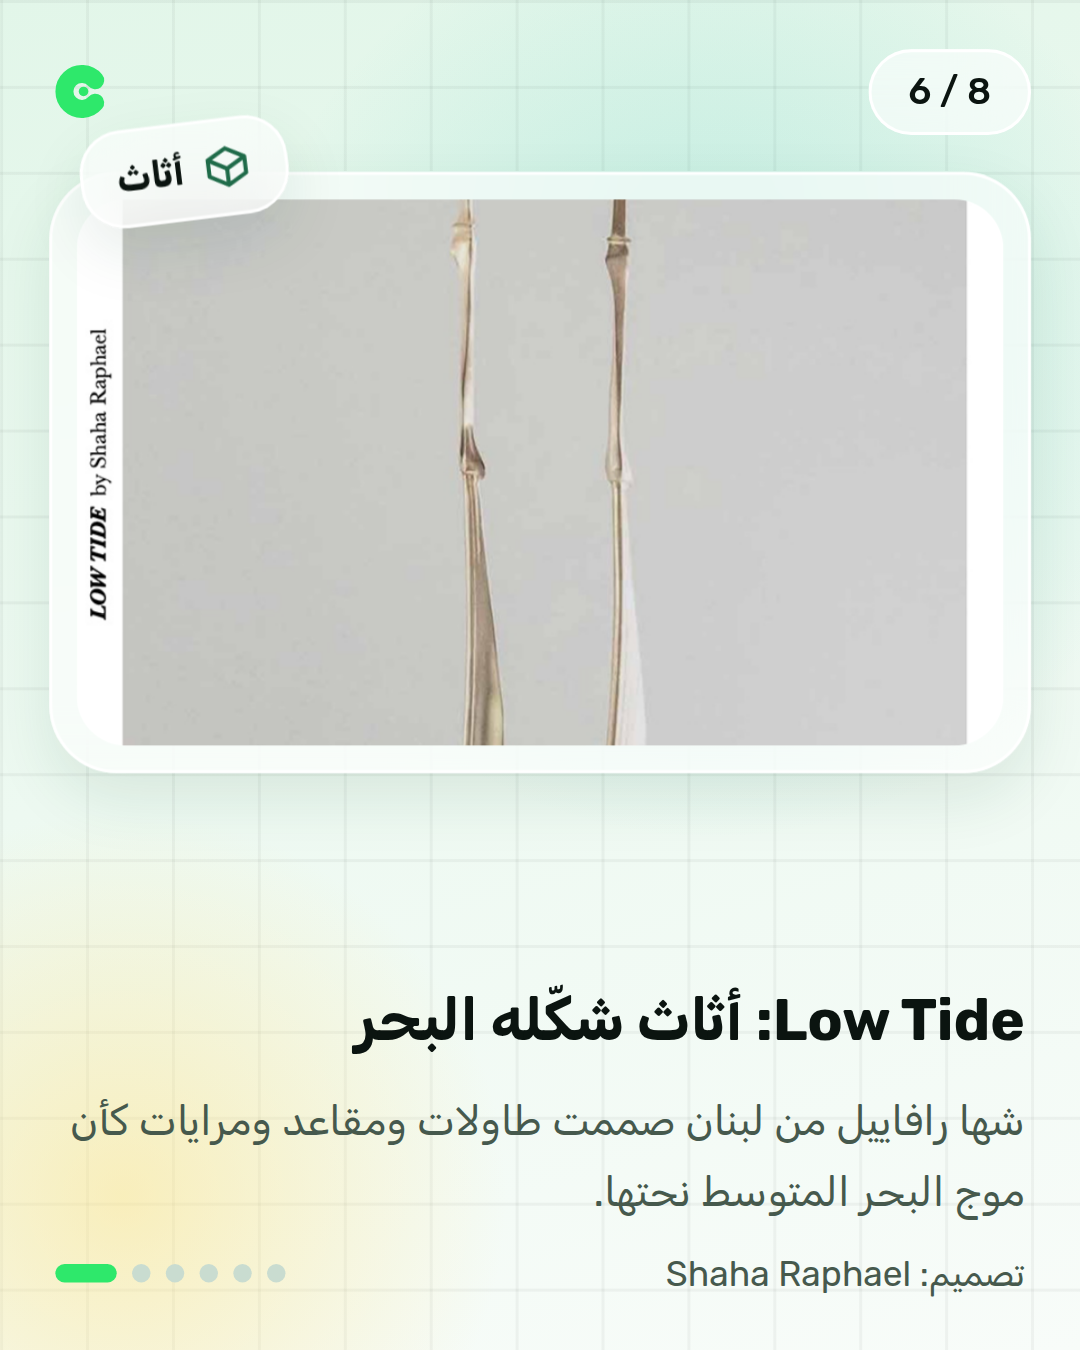 6 / 8
أثاث
LOW TIDE by Shaha Raphael
Low Tide: أثاث شكّله البحر
شها رافاييل من لبنان صممت طاولات ومقاعد ومرايات كأن
موج البحر المتوسط نحتها.
تصميم: Shaha Raphael